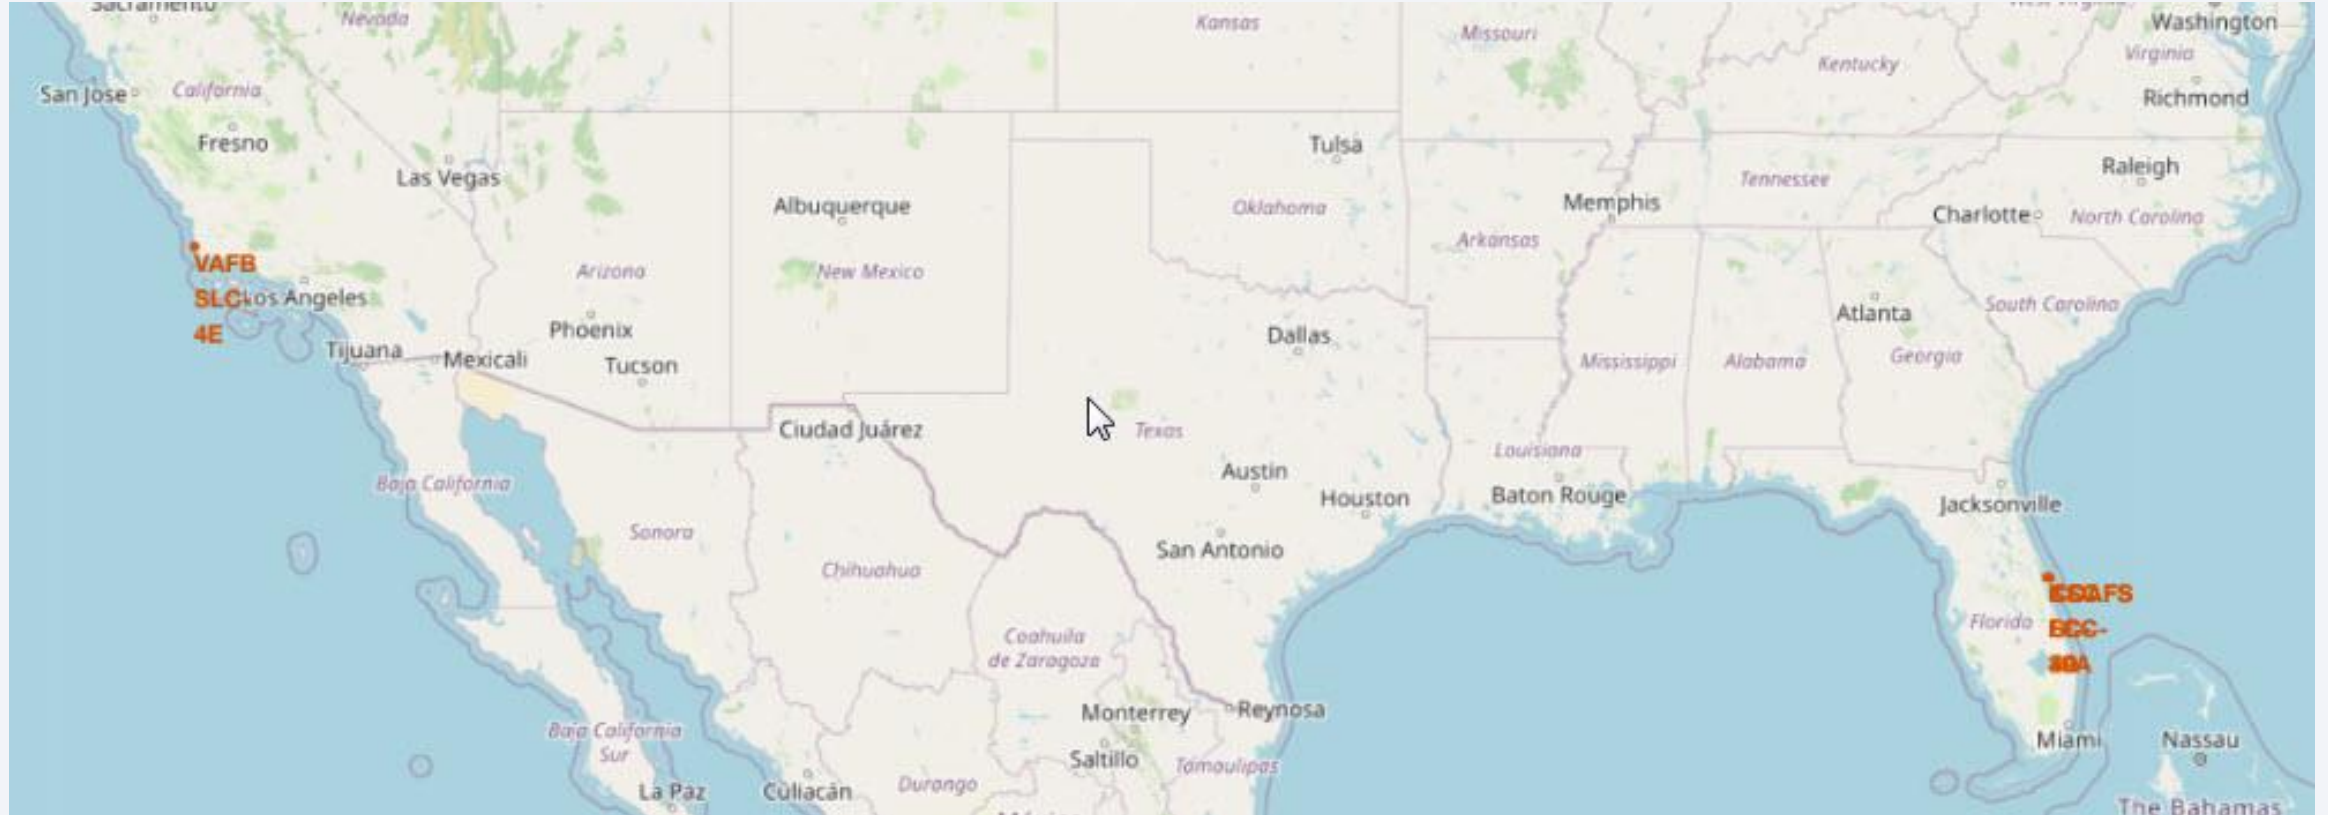 Sacramento
Nevada
Kansas
Missouri
Washington
Virginia
Kentucky
San Jose
California
Richmond
Fresno
Tulsa
Las Vegas
Raleigh
Tennessee
Albuquerque
Oklahoma
Memphis
Charlotte
North Carolina
Arkansas
VAFB
SLC-
4E
Los Angeles
Arizona
New Mexico
South Carolina
Phoenix
Dallas
Atlanta
Tijuana
Mexicali
Tucson
Mississippi
Alabama
Georgia
Ciudad Juárez
Texas
Louisiana
Austin
Baja California
Houston
Baton Rouge
Jacksonville
Sonora
San Antonio
Chihuahua
Florida
Coahuila
de Zaragoza
Monterrey
Reynosa
Baja California
Sur
Miami
Nassau
Saltillo
Tamaulipas
La Paz
Culiacán
Durango
The Bahamas